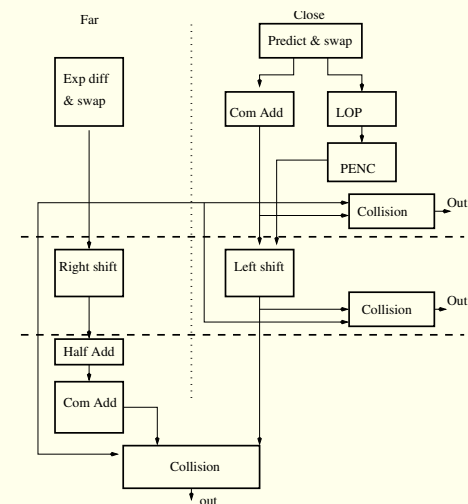 Far
Close
Predict & swap
Exp diff
& swap
Com Add
LOP
PENC
Collision
Out
Right shift
Left shift
Collision
Out
Half Add
Com Add
Collision
out